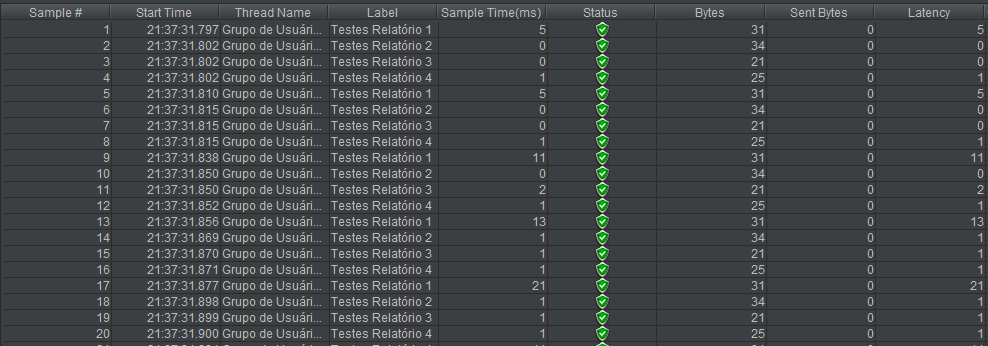 Sample # Start Time Thread Name Label Sample Time(ms) Status Bytes Sent Bytes Latency
1 21:37:31.797 Grupo de Usuári... Testes Relatório 1 5 31 0 5
2 21:37:31.802 Grupo de Usuári... Testes Relatório 2 0 34 0 0
3 21:37:31.802 Grupo de Usuári... Testes Relatório 3 0 21 0 0
4 21:37:31.802 Grupo de Usuári... Testes Relatório 4 1 25 0 1
5 21:37:31.810 Grupo de Usuári... Testes Relatório 1 5 31 0 5
6 21:37:31.815 Grupo de Usuári... Testes Relatório 2 0 34 0 0
7 21:37:31.815 Grupo de Usuári... Testes Relatório 3 0 21 0 0
8 21:37:31.815 Grupo de Usuári... Testes Relatório 4 1 25 0 1
9 21:37:31.838 Grupo de Usuári... Testes Relatório 1 11 31 0 11
10 21:37:31.850 Grupo de Usuári... Testes Relatório 2 0 34 0 0
11 21:37:31.850 Grupo de Usuári... Testes Relatório 3 2 21 0 2
12 21:37:31.852 Grupo de Usuári... Testes Relatório 4 1 25 0 1
13 21:37:31.856 Grupo de Usuári... Testes Relatório 1 13 31 0 13
14 21:37:31.869 Grupo de Usuári... Testes Relatório 2 1 34 0 1
15 21:37:31.870 Grupo de Usuári... Testes Relatório 3 1 21 0 1
16 21:37:31.871 Grupo de Usuári... Testes Relatório 4 1 25 0 1
17 21:37:31.877 Grupo de Usuári... Testes Relatório 1 21 31 0 21
18 21:37:31.898 Grupo de Usuári... Testes Relatório 2 1 34 0 1
19 21:37:31.899 Grupo de Usuári... Testes Relatório 3 1 21 0 1
20 21:37:31.900 Grupo de Usuári... Testes Relatório 4 1 25 0 1